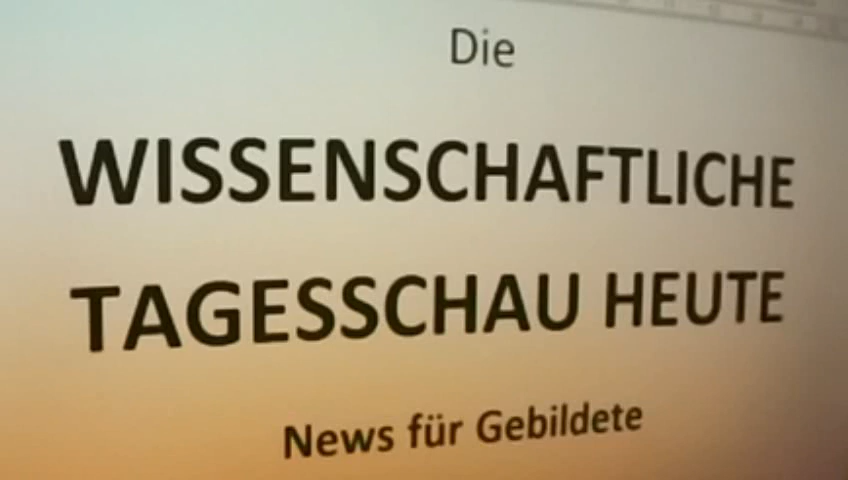 Die
WISSENSCHAFTLICHE
TAGESSCHAU HEUTE
News für Gebildete